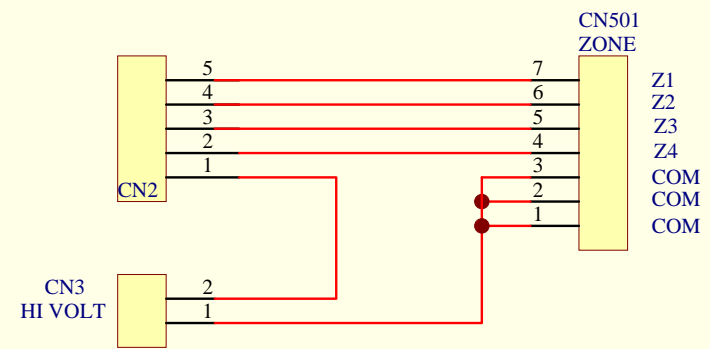 CN501
ZONE
5 7 Z1
4 6 Z2
3 5 Z3
2 4 Z4
1 3 COM
CN2 2 COM
1 COM
CN3 2
HI VOLT 1